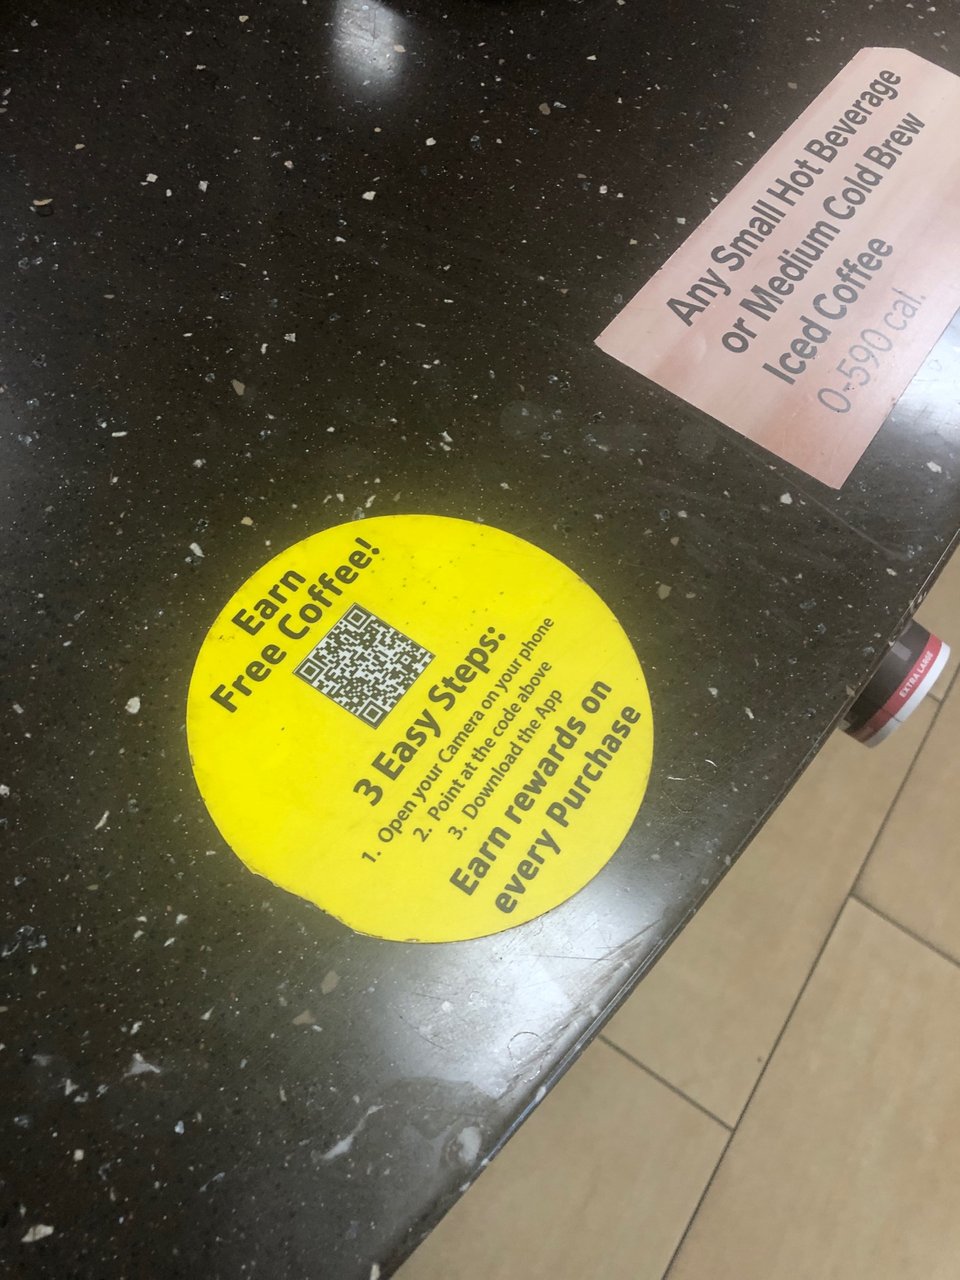 Any Small Hot Beverage
or Medium Cold Brew
Iced Coffee
0-590 cal.
Earn
Free Coffee!
3 Easy Steps:
1. Open your Camera on your phone
2. Point at the code above
3. Download the App
Earn rewards on
every Purchase
EXTRA LARGE